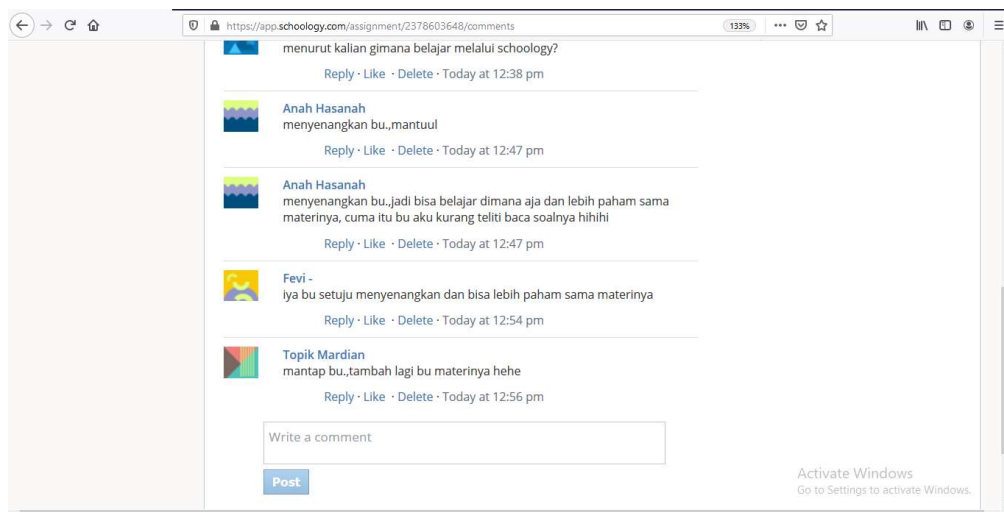 https://app.schoology.com/assignment/2378603648/comments
133%
menurut kalian gimana belajar melalui schoology?
Reply · Like · Delete · Today at 12:38 pm
Anah Hasanah
menyenangkan bu.,mantuul
Reply · Like · Delete · Today at 12:47 pm
Anah Hasanah
menyenangkan bu.,jadi bisa belajar dimana aja dan lebih paham sama
materinya, cuma itu bu aku kurang teliti baca soalnya hihihi
Reply · Like · Delete · Today at 12:47 pm
Fevi -
iya bu setuju menyenangkan dan bisa lebih paham sama materinya
Reply · Like · Delete · Today at 12:54 pm
Topik Mardian
mantap bu.,tambah lagi bu materinya hehe
Reply · Like · Delete · Today at 12:56 pm
Write a comment
Post
Activate Windows
Go to Settings to activate Windows.